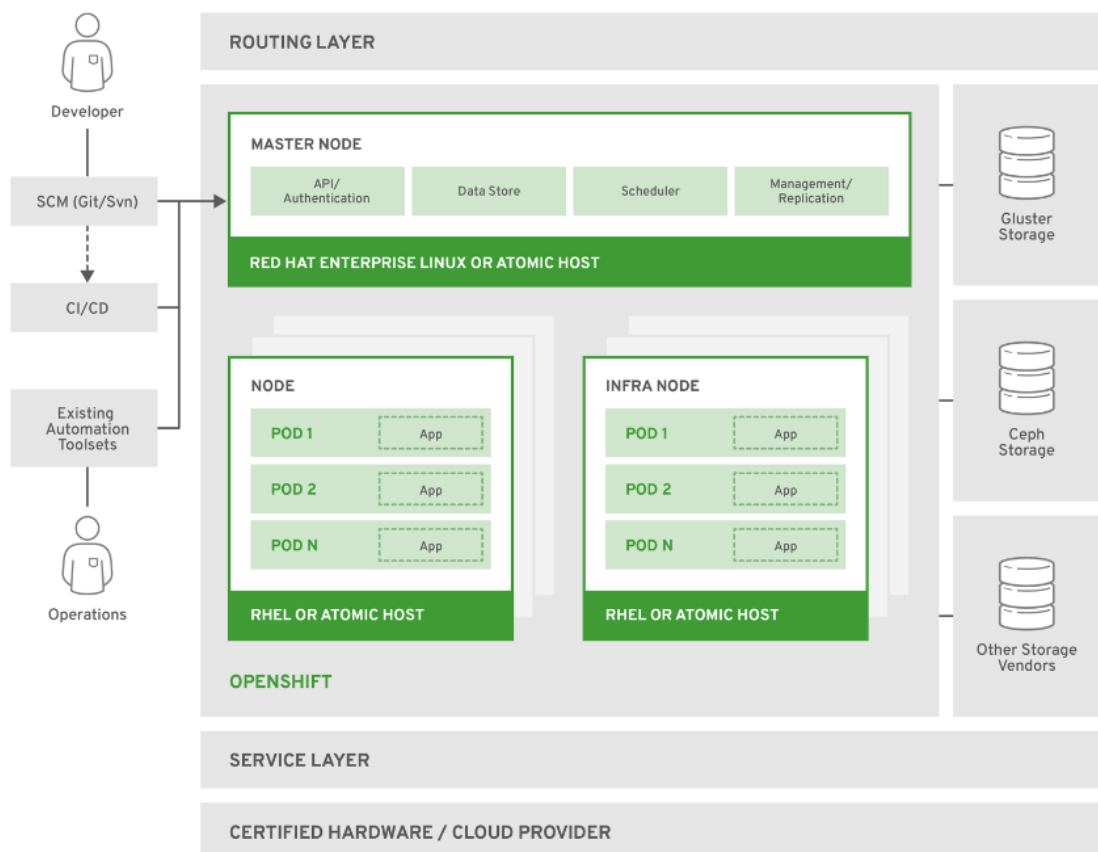 ROUTING LAYER
Developer
SCM (Git/Svn)
CI/CD
Existing
Automation
Toolsets
Operations
MASTER NODE
API/
Authentication
Data Store
Scheduler
Management/
Replication
RED HAT ENTERPRISE LINUX OR ATOMIC HOST
NODE
POD 1
App
POD 2
App
POD N
App
RHEL OR ATOMIC HOST
INFRA NODE
POD 1
App
POD 2
App
POD N
App
RHEL OR ATOMIC HOST
OPENSHIFT
Gluster
Storage
Ceph
Storage
Other Storage
Vendors
SERVICE LAYER
CERTIFIED HARDWARE / CLOUD PROVIDER